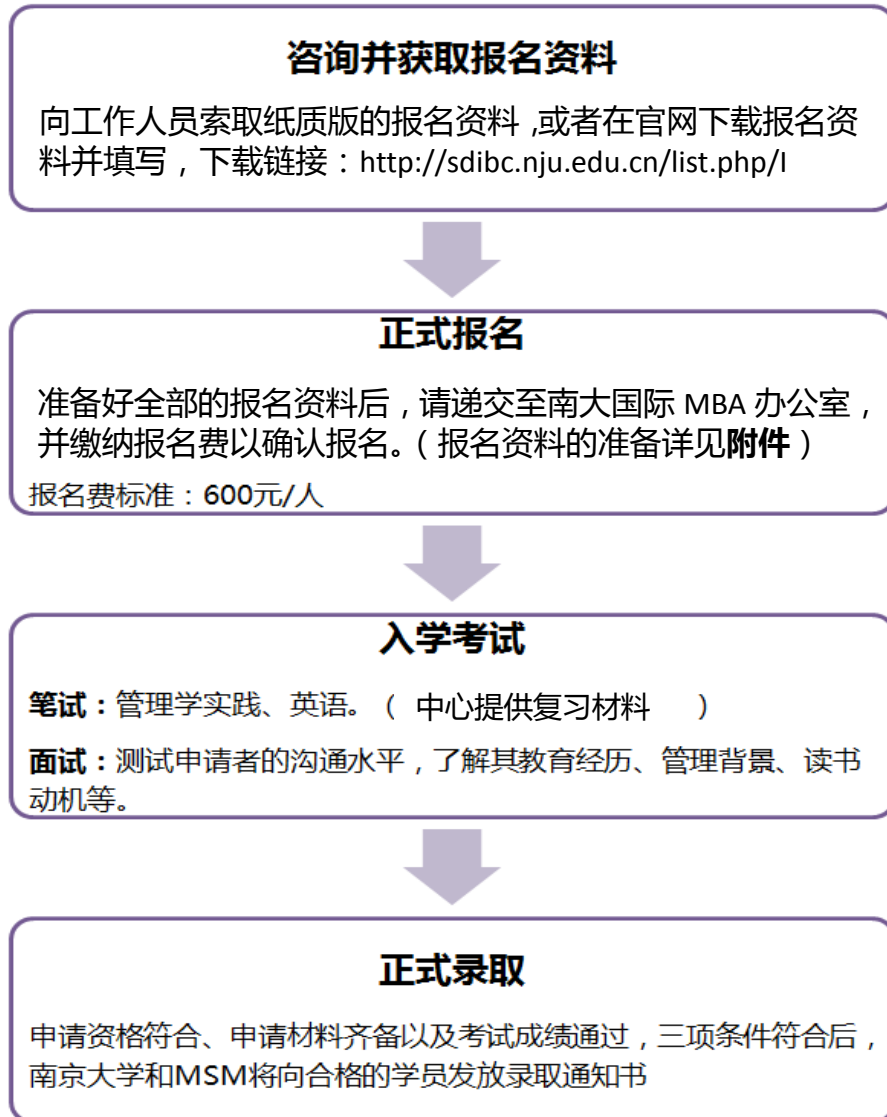 咨询并获取报名资料
向工作人员索取纸质版的报名资料,或者在官网下载报名资
料并填写，下载链接：http://sdibc.nju.edu.cn/list.php/I
正式报名
准备好全部的报名资料后，请递交至南大国际 MBA 办公室，
并缴纳报名费以确认报名。（报名资料的准备详见附件）
报名费标准：600元/人
入学考试
笔试：管理学实践、英语。（ 中心提供复习材料 ）
面试：测试申请者的沟通水平，了解其教育经历、管理背景、读书
动机等。
正式录取
申请资格符合、申请材料齐备以及考试成绩通过，三项条件符合后，
南京大学和MSM将向合格的学员发放录取通知书